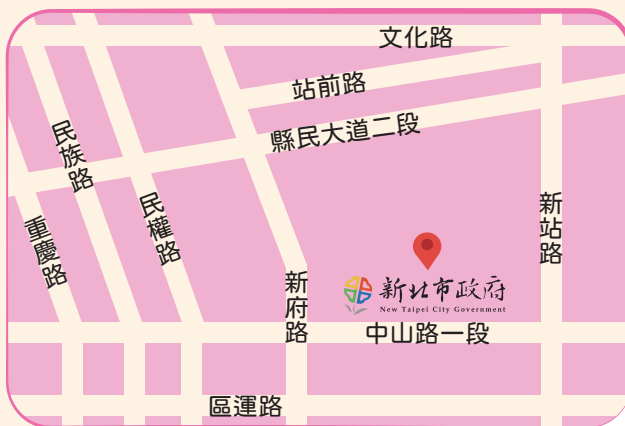 文化路
站前路
縣民大道二段
民族路
民權路
重慶路
新站路
新府路
新北市政府
New Taipei City Government
中山路一段
區運路